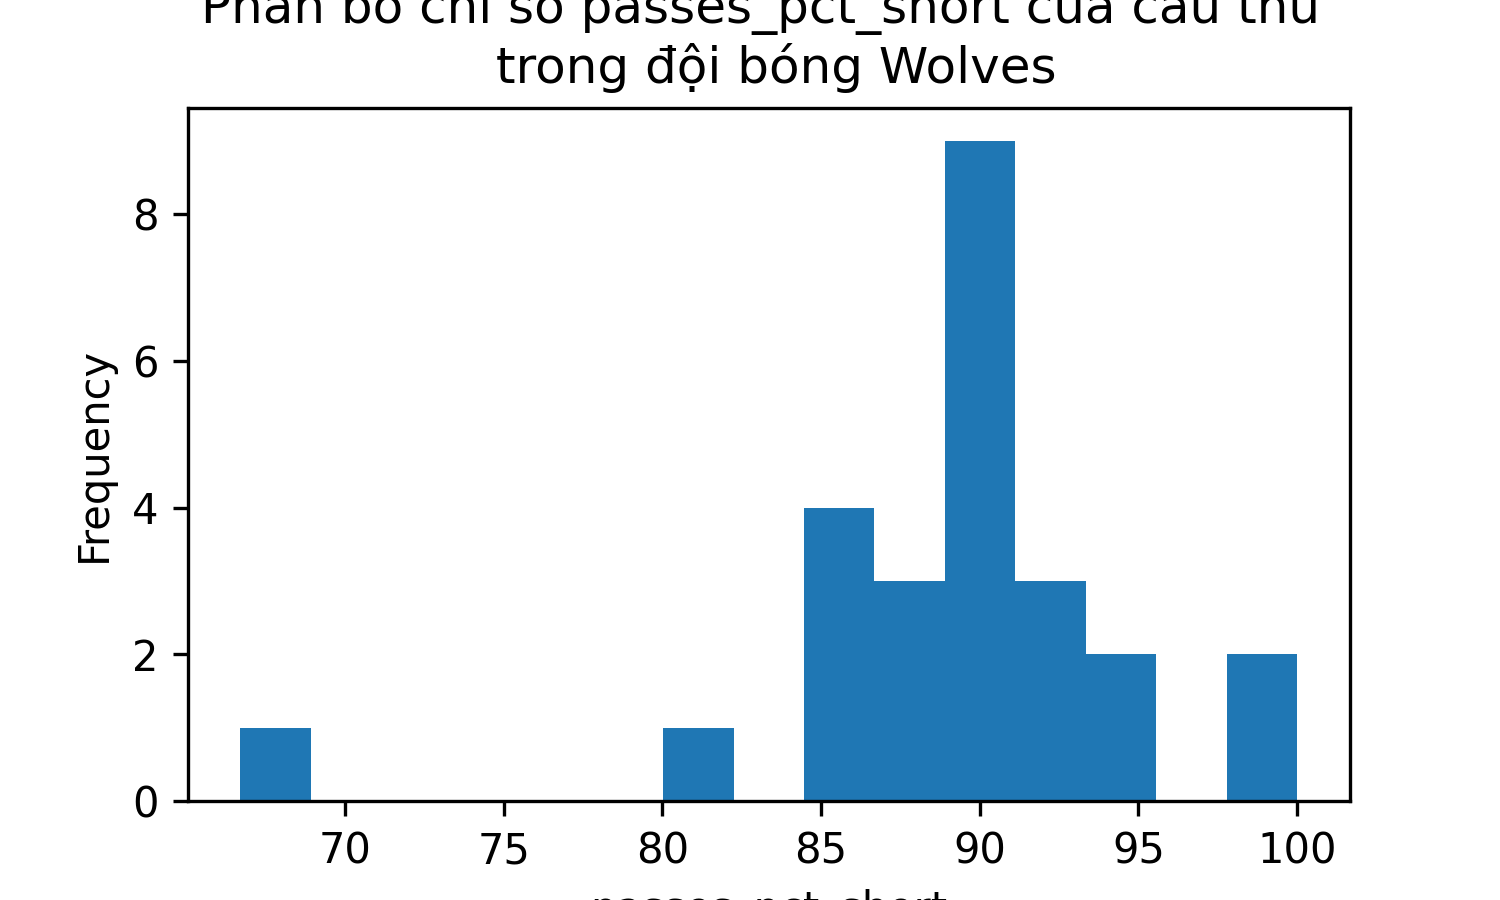 Phân bố chỉ số passes_pct_short của cầu thủ
trong đội bóng Wolves
Frequency
8
6
4
2
0
70 75 80 85 90 95 100
passes_pct_short